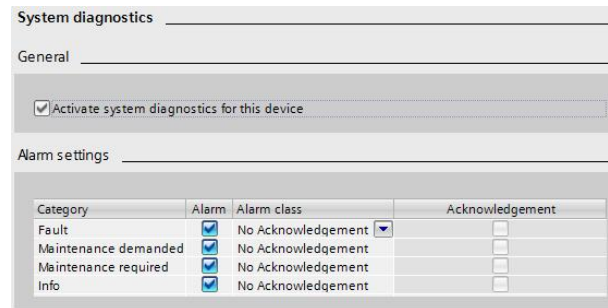 System diagnostics
General
Activate system diagnostics for this device
Alarm settings
Category Alarm Alarm class Acknowledgement
Fault No Acknowledgement
Maintenance demanded No Acknowledgement
Maintenance required No Acknowledgement
Info No Acknowledgement